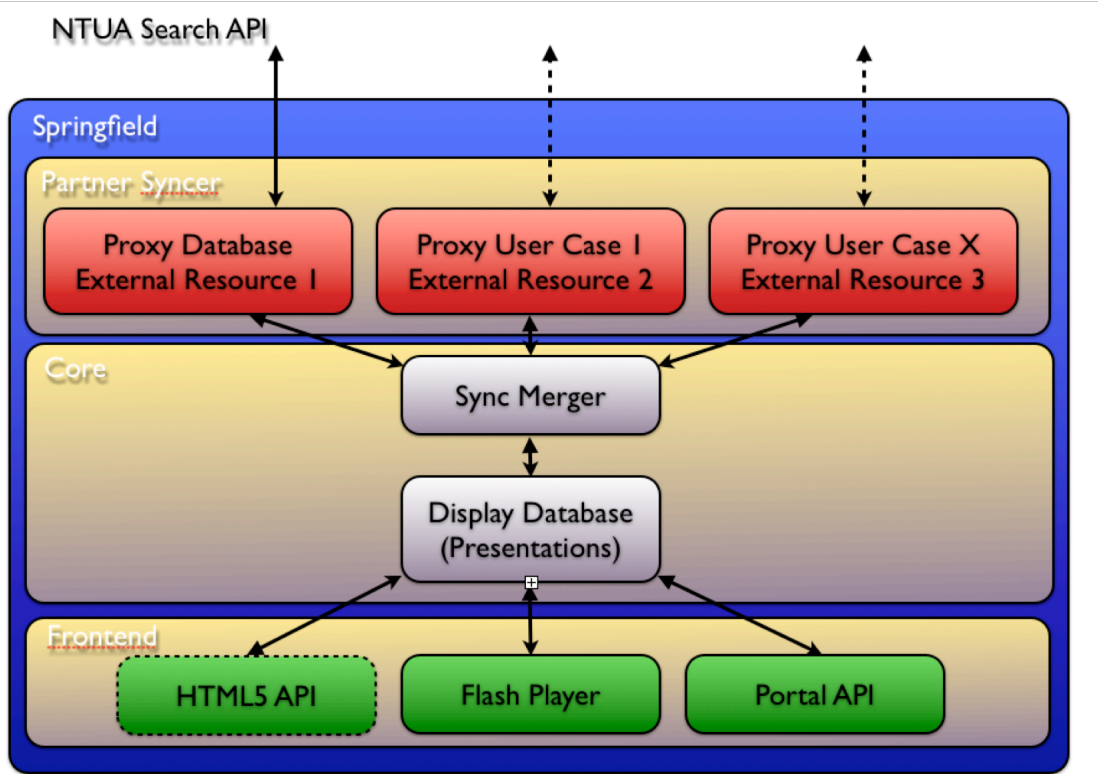 NTUA Search API
Springfield
Partner Syncer
Proxy Database
External Resource 1
Proxy User Case 1
External Resource 2
Proxy User Case X
External Resource 3
Core
Sync Merger
Display Database
(Presentations)
Frontend
HTML5 API
Flash Player
Portal API